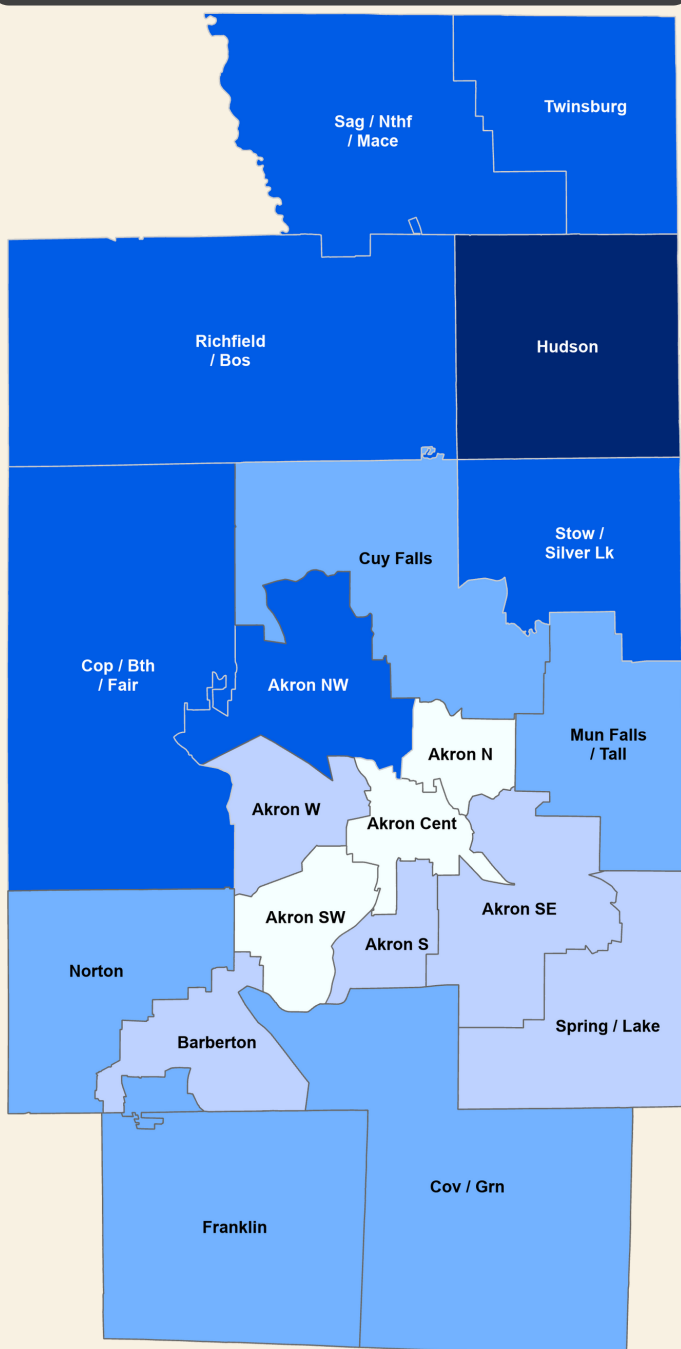 Twinsburg
Sag / Nthf
/ Mace
Richfield
/ Bos
Hudson
Stow /
Silver Lk
Cuy Falls
Cop / Bth
/ Fair
Akron NW
Mun Falls
/ Tall
Akron N
Akron W
Akron Cent
Akron SW
Akron SE
Akron S
Norton
Spring / Lake
Barberton
Cov / Grn
Franklin